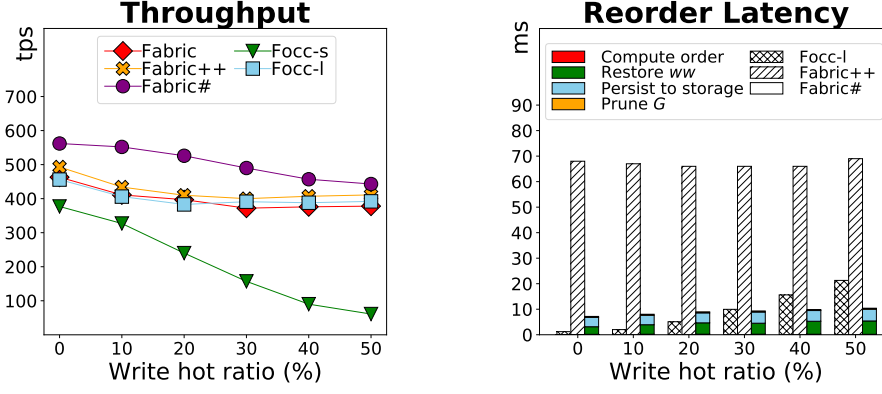 Throughput
tps
Fabric
Fabric++
Fabric#
Focc-s
Focc-l
700
600
500
400
300
200
100
0 10 20 30 40 50
Write hot ratio (%)
Reorder Latency
ms
Compute order
Restore ww
Persist to storage
Prune G
Focc-l
Fabric++
Fabric#
90
80
70
60
50
40
30
20
10
0
0 10 20 30 40 50
Write hot ratio (%)